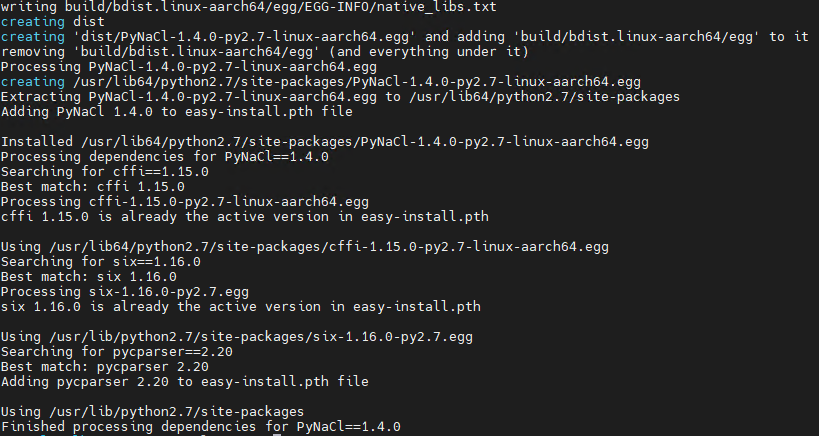 writing build/bdist.linux-aarch64/egg/EGG-INFO/native_libs.txt
creating dist
creating 'dist/PyNaCl-1.4.0-py2.7-linux-aarch64.egg' and adding 'build/bdist.linux-aarch64/egg' to it
removing 'build/bdist.linux-aarch64/egg' (and everything under it)
Processing PyNaCl-1.4.0-py2.7-linux-aarch64.egg
creating /usr/lib64/python2.7/site-packages/PyNaCl-1.4.0-py2.7-linux-aarch64.egg
Extracting PyNaCl-1.4.0-py2.7-linux-aarch64.egg to /usr/lib64/python2.7/site-packages
Adding PyNaCl 1.4.0 to easy-install.pth file
Installed /usr/lib64/python2.7/site-packages/PyNaCl-1.4.0-py2.7-linux-aarch64.egg
Processing dependencies for PyNaCl==1.4.0
Searching for cffi==1.15.0
Best match: cffi 1.15.0
Processing cffi-1.15.0-py2.7-linux-aarch64.egg
cffi 1.15.0 is already the active version in easy-install.pth
Using /usr/lib64/python2.7/site-packages/cffi-1.15.0-py2.7-linux-aarch64.egg
Searching for six==1.16.0
Best match: six 1.16.0
Processing six-1.16.0-py2.7.egg
six 1.16.0 is already the active version in easy-install.pth
Using /usr/lib/python2.7/site-packages/six-1.16.0-py2.7.egg
Searching for pycparser==2.20
Best match: pycparser 2.20
Adding pycparser 2.20 to easy-install.pth file
Using /usr/lib/python2.7/site-packages
Finished processing dependencies for PyNaCl==1.4.0